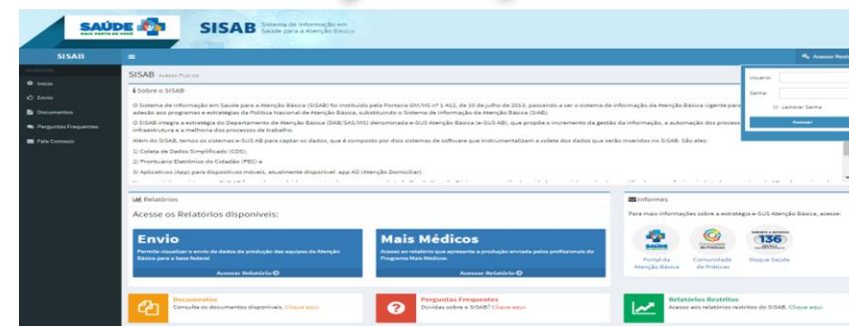 SAÚDE
MAIS PERTO DE VOCÊ
SISAB Sistema de Informação em
Saúde para a Atenção Básica
SISAB
Acesso Restri
Início
Envio
Documentos
Perguntas Frequentes
Fale Conosco
SISAB Acesso Público
Sobre o SISAB
O Sistema de Informação em Saúde para a Atenção Básica (SISAB) foi instituído pela Portaria GM/MS nº 1.412, de 10 de julho de 2013, passando a ser o sistema de informação da Atenção Básica vigente para
adesão aos programas e estratégias da Política Nacional de Atenção Básica, substituindo o Sistema de Informação da Atenção Básica (SIAB).
O SISAB integra a estratégia do Departamento de Atenção Básica (DAB/SAS/MS) denominada e-SUS Atenção Básica (e-SUS AB), que propõe o incremento da gestão da informação, a automação dos process
infraestrutura e a melhoria dos processos de trabalho.
Além do SISAB, temos os sistemas e-SUS AB para captar os dados, que é composto por dois sistemas de software que instrumentalizam a coleta dos dados que serão inseridos no SISAB. São eles:
1) Coleta de Dados Simplificado (CDS);
2) Prontuário Eletrônico do Cidadão (PEC) e
3) Aplicativos (App) para dispositivos móveis, atualmente disponível: app AD (Atenção Domiciliar).
Usuário:
Senha:
Lembrar Senha
Acessar
Relatórios
Acesse os Relatórios disponíveis:
Envio
Permite visualizar o envio de dados de produção das equipes de Atenção
Básica para a base federal
Acessar Relatório
Mais Médicos
Acesso ao relatório que apresenta a produção enviada pelos profissionais do
Programa Mais Médicos.
Acessar Relatório
Informes
Para mais informações sobre a estratégia e-SUS Atenção Básica, acesse:
136
Portal da
Atenção Básica
Comunidade
de Práticas
Disque Saúde
Documentos
Consulte os documentos disponíveis. Clique aqui.
Perguntas Frequentes
Dúvidas sobre o SISAB? Clique aqui.
Relatórios Restritos
Acesso aos relatórios restritos do SISAB. Clique aqui.